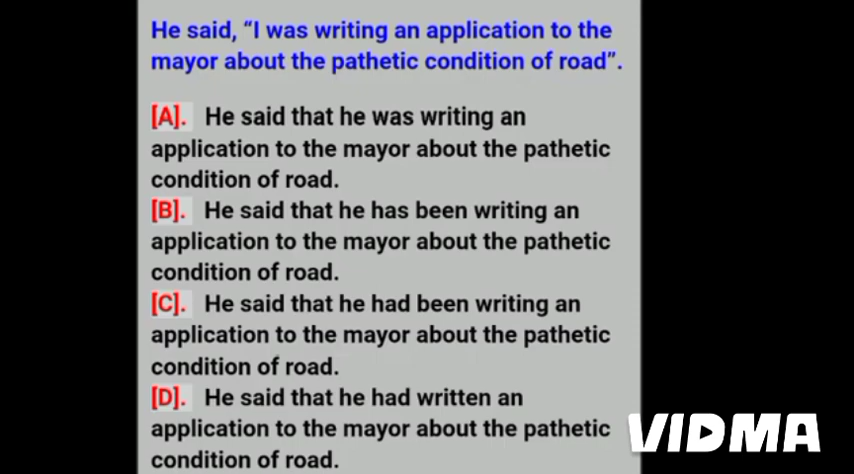 He said, “I was writing an application to the
mayor about the pathetic condition of road”.
[A]. He said that he was writing an
application to the mayor about the pathetic
condition of road.
[B]. He said that he has been writing an
application to the mayor about the pathetic
condition of road.
[C]. He said that he had been writing an
application to the mayor about the pathetic
condition of road.
[D]. He said that he had written an
application to the mayor about the pathetic
condition of road.
VIDMA